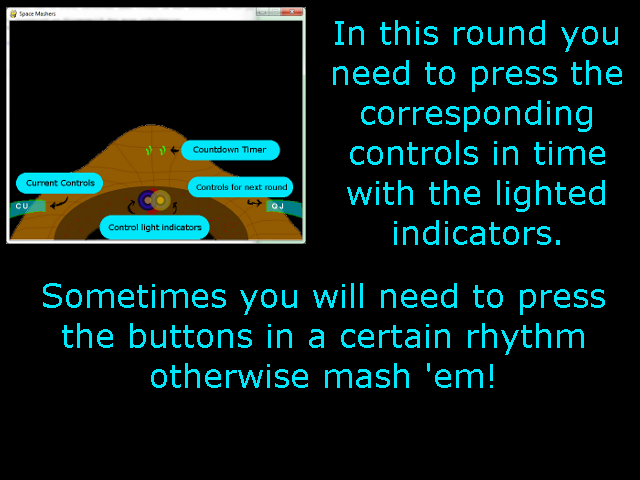 Space Mashers
Countdown Timer
Current Controls
Controls for next round
C U
Q J
Control light indicators
In this round you
need to press the
corresponding
controls in time
with the lighted
indicators.
Sometimes you will need to press
the buttons in a certain rhythm
otherwise mash 'em!